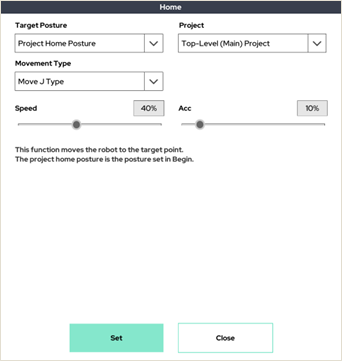 Home
Target Posture
Project
Project Home Posture
Top-Level (Main) Project
Movement Type
Move J Type
Speed
40%
Acc
10%
This function moves the robot to the target point.
The project home posture is the posture set in Begin.
Set
Close